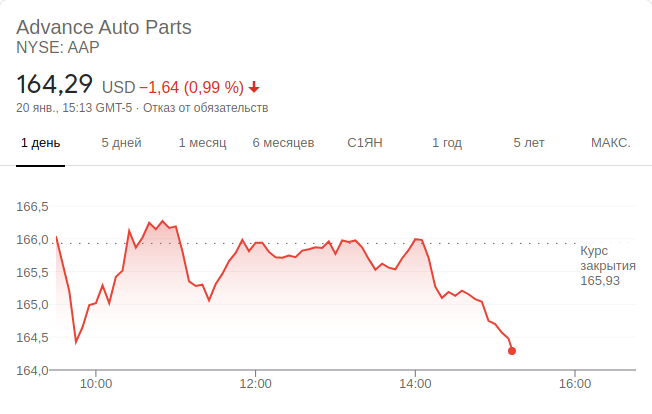 Advance Auto Parts
NYSE: AAP
164,29 USD −1,64 (0,99 %)
20 янв., 15:13 GMT-5 · Отказ от обязательств
1 день 5 дней 1 месяц 6 месяцев С1ЯН 1 год 5 лет МАКС.
166,5
166,0
Курс
закрытия
165,93
165,5
165,0
164,5
164,0
10:00 12:00 14:00 16:00